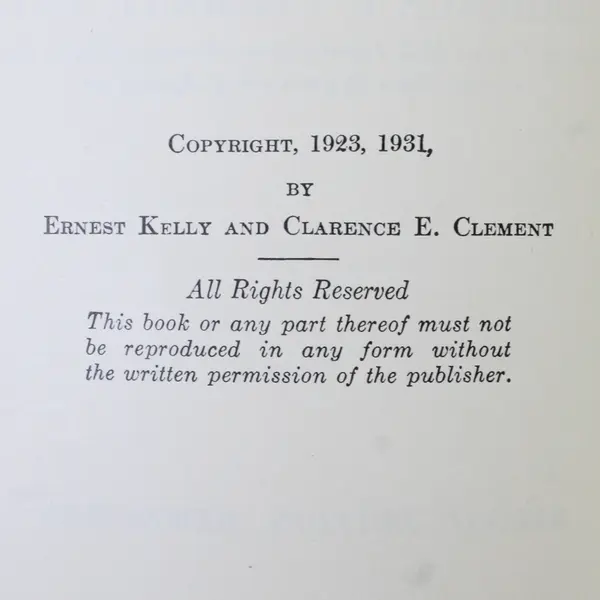 COPYRIGHT, 1923, 1931,
BY
ERNEST KELLY AND CLARENCE E. CLEMENT
All Rights Reserved
This book or any part thereof must not
be reproduced in any form without
the written permission of the publisher.